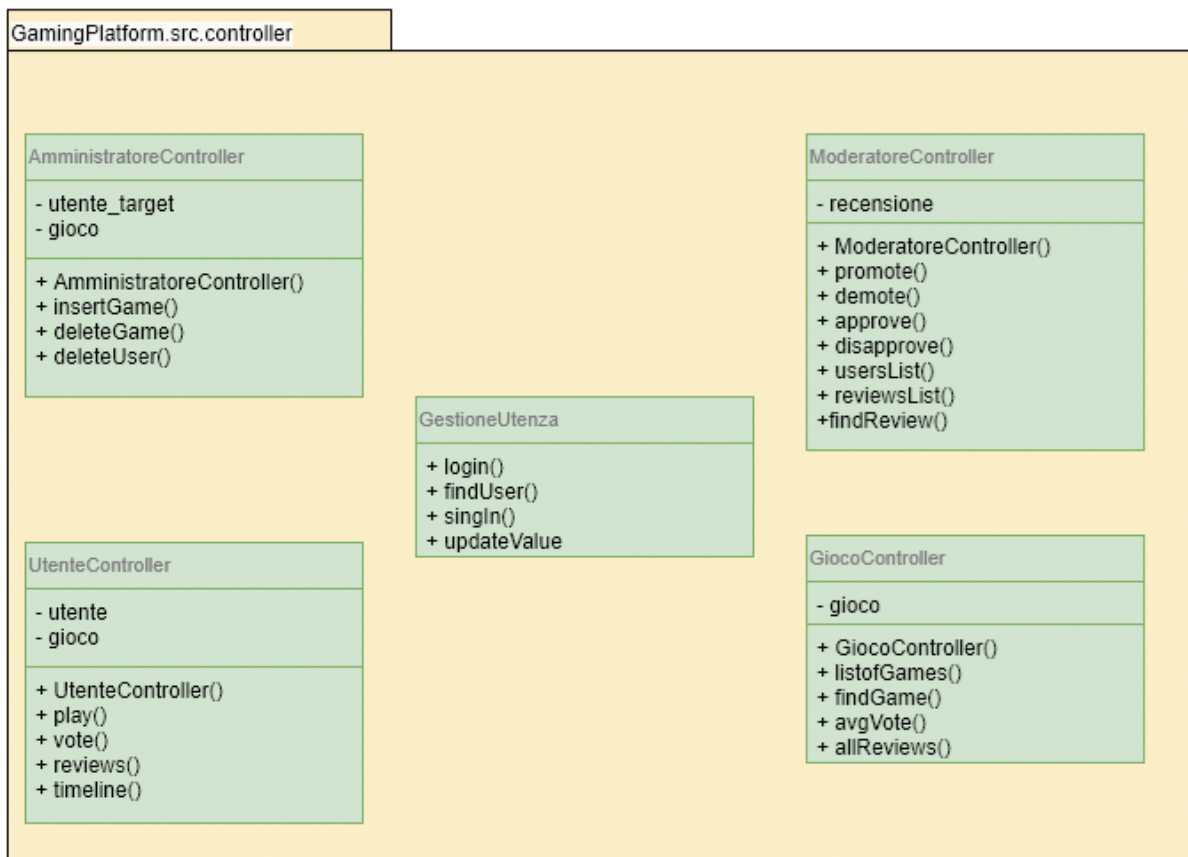 GamingPlatform.src.controller
AmministratoreController
- utente_target
- gioco
+ AmministratoreController()
+ insertGame()
+ deleteGame()
+ deleteUser()
ModeratoreController
- recensione
+ ModeratoreController()
+ promote()
+ demote()
+ approve()
+ disapprove()
+ usersList()
+ reviewsList()
+findReview()
GestioneUtenza
+ login()
+ findUser()
+ singIn()
+ updateValue
UtenteController
- utente
- gioco
+ UtenteController()
+ play()
+ vote()
+ reviews()
+ timeline()
GiocoController
- gioco
+ GiocoController()
+ listofGames()
+ findGame()
+ avgVote()
+ allReviews()